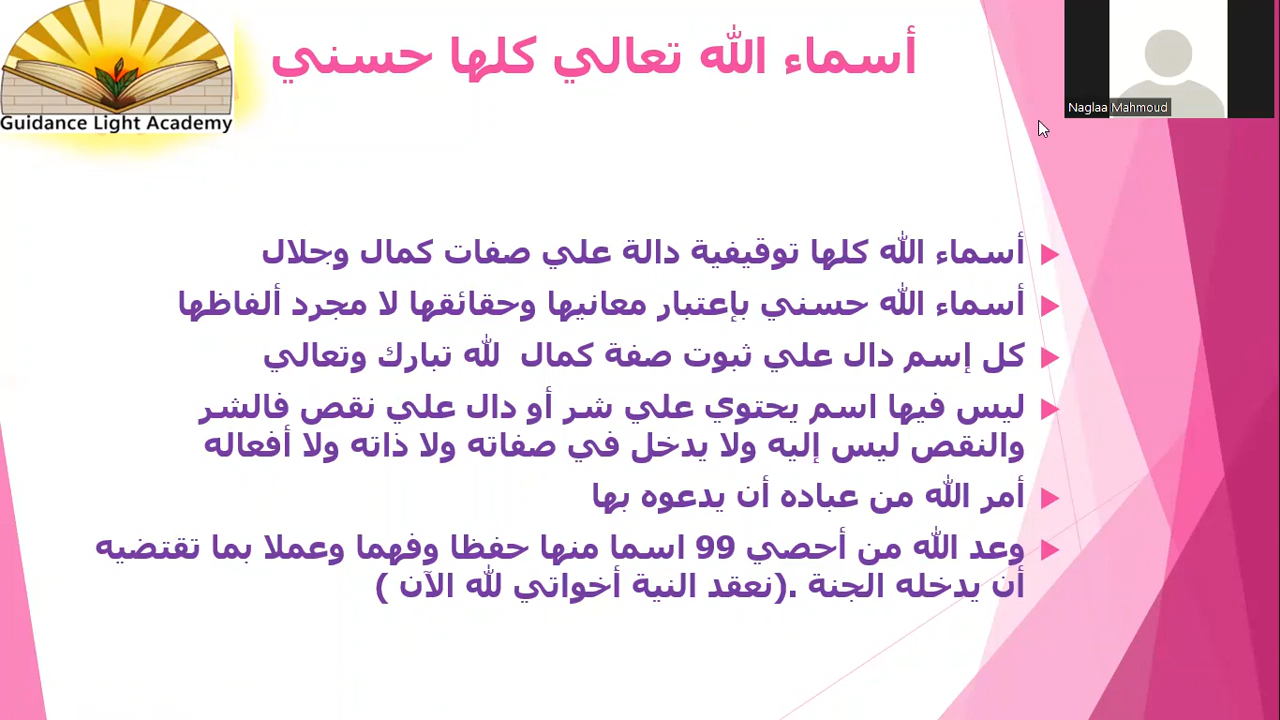 أسماء الله تعالي كلها حسني
Guidance Light Academy
Naglaa Mahmoud
أسماء الله كلها توقيفية دالة علي صفات كمال وجلال
أسماء الله حسني بإعتبار معانيها وحقائقها لا مجرد ألفاظها
كل إسم دال علي ثبوت صفة كمال لله تبارك وتعالي
ليس فيها اسم يحتوي علي شر أو دال علي نقص فالشر
والنقص ليس إليه ولا يدخل في صفاته ولا ذاته ولا أفعاله
أمر الله من عباده أن يدعوه بها
وعد الله من أحصي 99 اسما منها حفظا وفهما وعملا بما تقتضيه
أن يدخله الجنة .(نعقد النية أخواتي لله الآن )